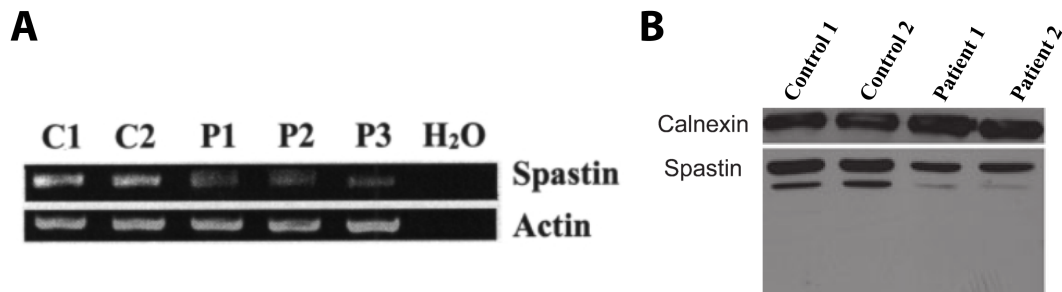 A
C1 C2 P1 P2 P3 H₂O
Spastin
Actin
B
Control 1 Control 2 Patient 1 Patient 2
Calnexin
Spastin